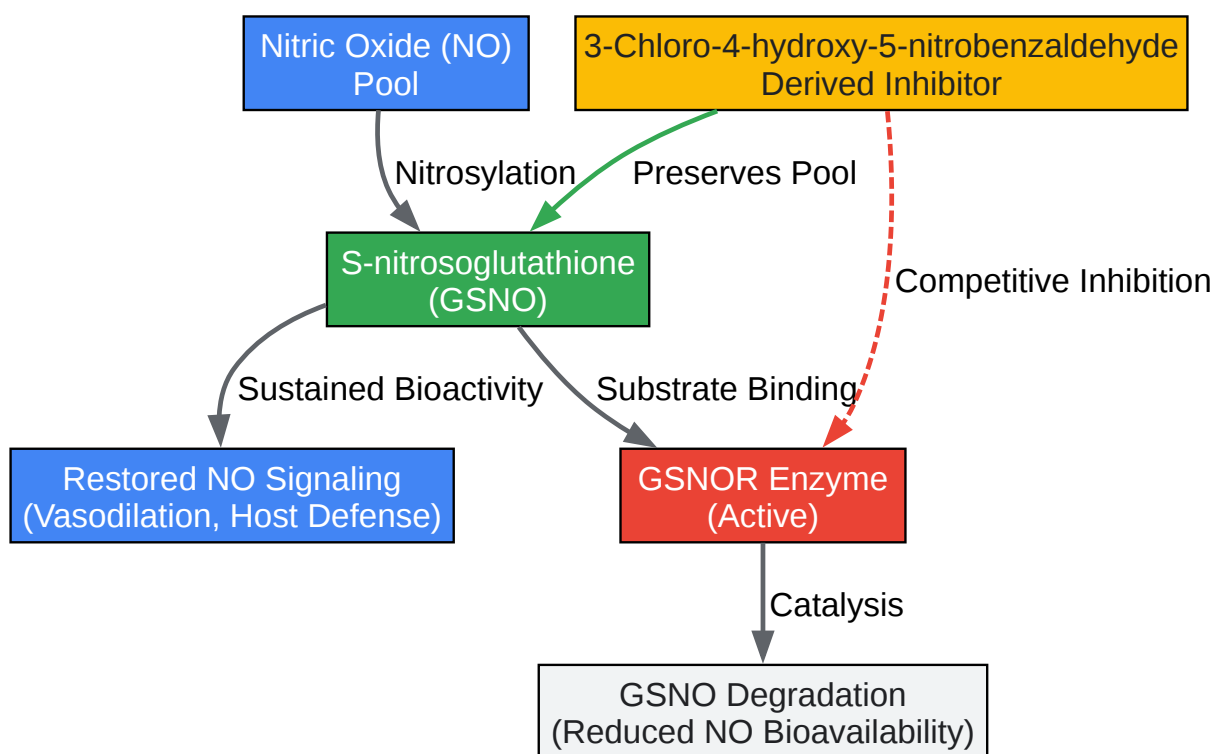 Nitric Oxide (NO)
Pool
3-Chloro-4-hydroxy-5-nitrobenzaldehyde
Derived Inhibitor
Nitrosylation
Preserves Pool
S-nitrosoglutathione
(GSNO)
Competitive Inhibition
Sustained Bioactivity
Substrate Binding
Restored NO Signaling
(Vasodilation, Host Defense)
GSNOR Enzyme
(Active)
Catalysis
GSNO Degradation
(Reduced NO Bioavailability)